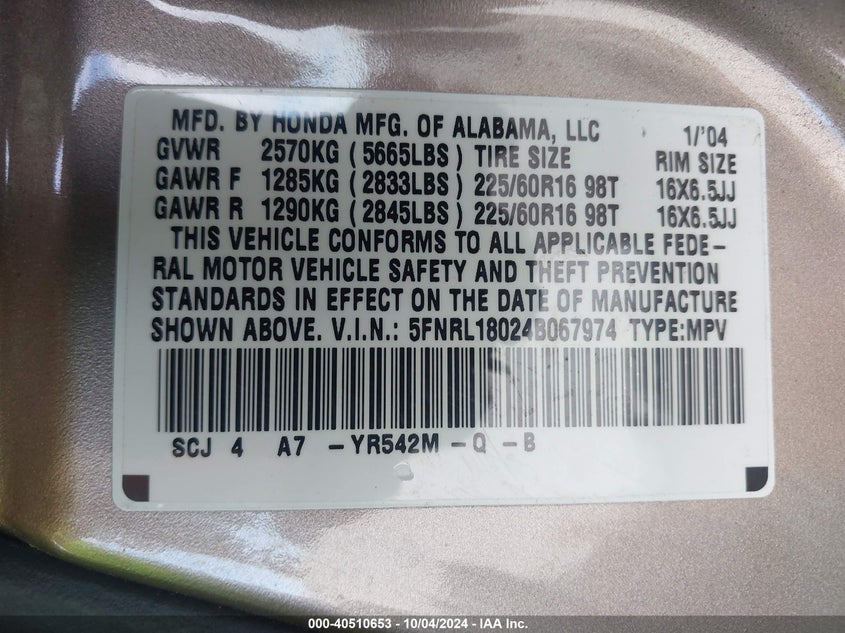 MFD. BY HONDA MFG. OF ALABAMA, LLC 1/'04
GVWR 2570KG (5665LBS) TIRE SIZE RIM SIZE
GAWR F 1285KG (2833LBS) 225/60R16 98T 16X6.5JJ
GAWR R 1290KG (2845LBS) 225/60R16 98T 16X6.5JJ
THIS VEHICLE CONFORMS TO ALL APPLICABLE FEDE-
RAL MOTOR VEHICLE SAFETY AND THEFT PREVENTION
STANDARDS IN EFFECT ON THE DATE OF MANUFACTURE
SHOWN ABOVE. V.I.N.: 5FNRL18024B067974 TYPE:MPV
SCJ 4 A7 -YR542M -Q -B
000-40510653 - 10/04/2024 - IAA Inc.